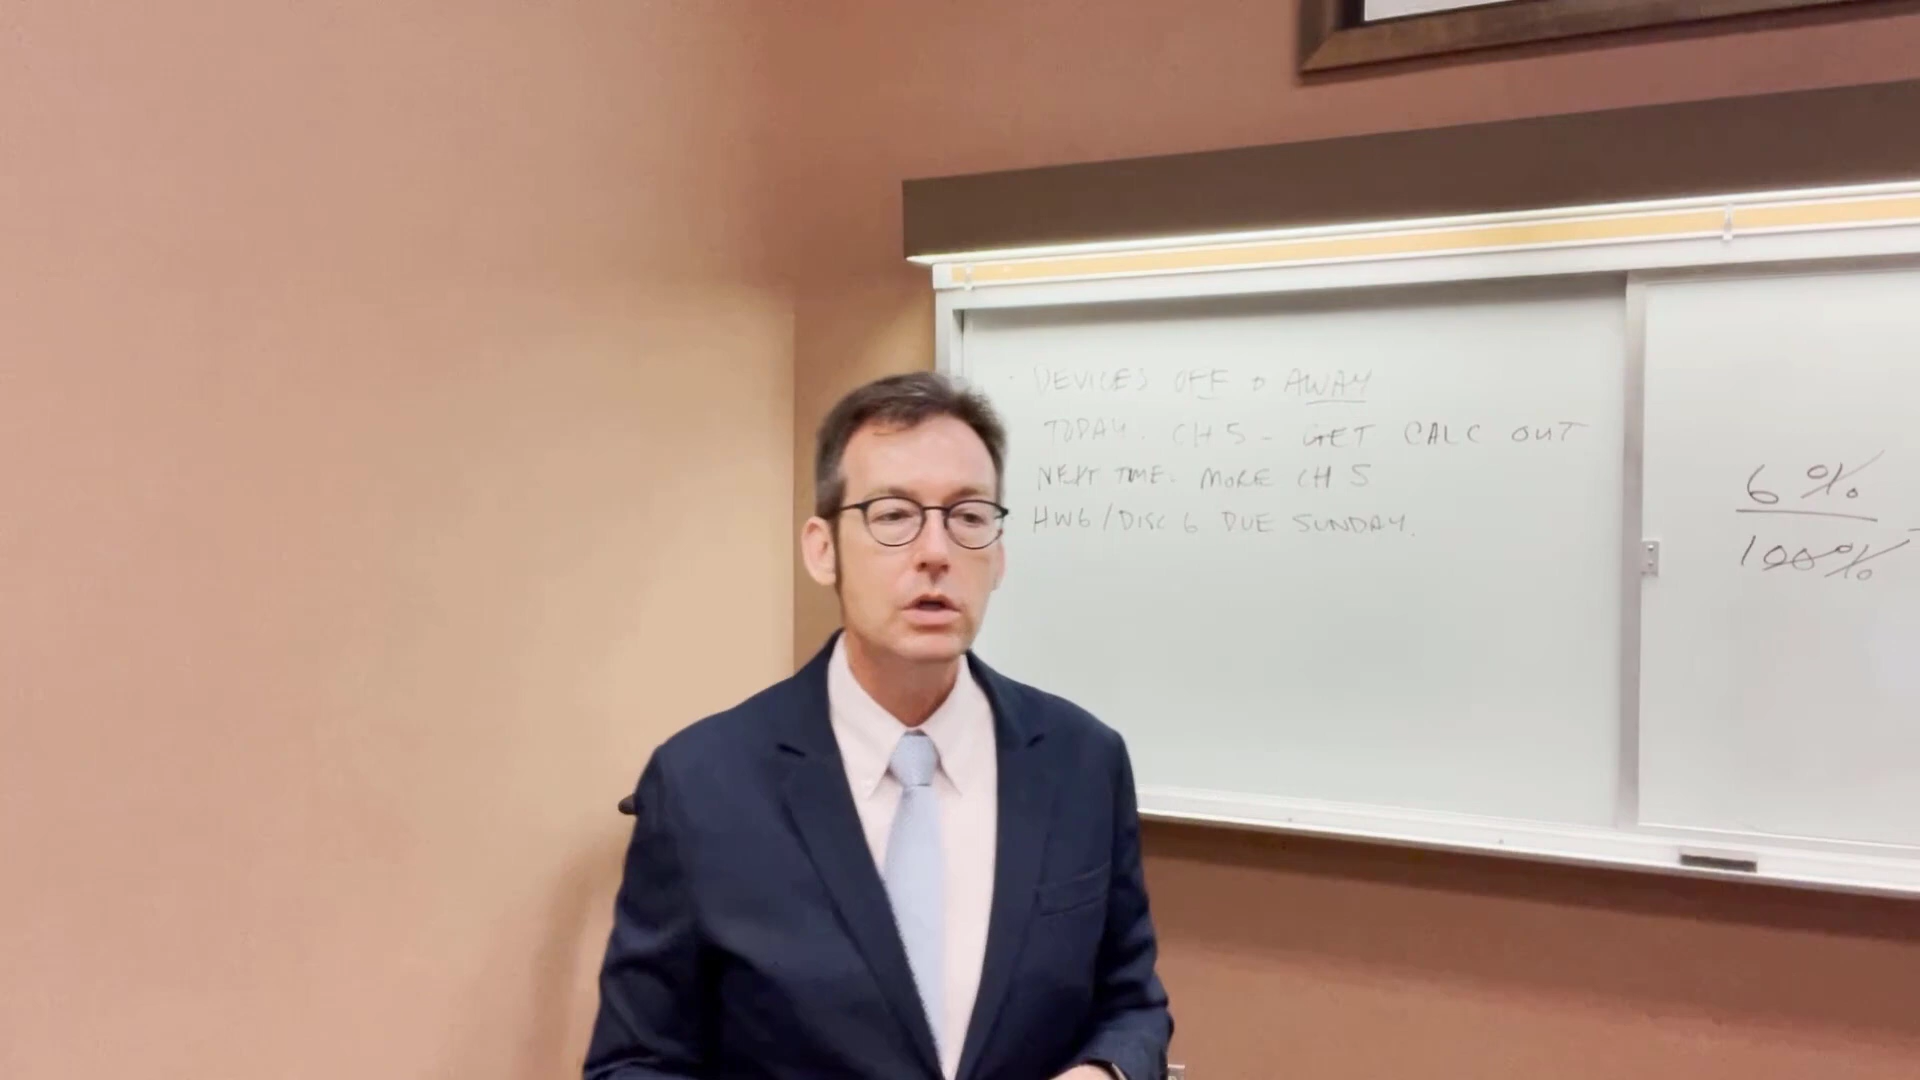 · DEVICES OFF & AWAY
TODAY. CH 5 - GET CALC OUT
NEXT TIME. MORE CH 5
· HW6/DISC 6 DUE SUNDAY.
6%
100%